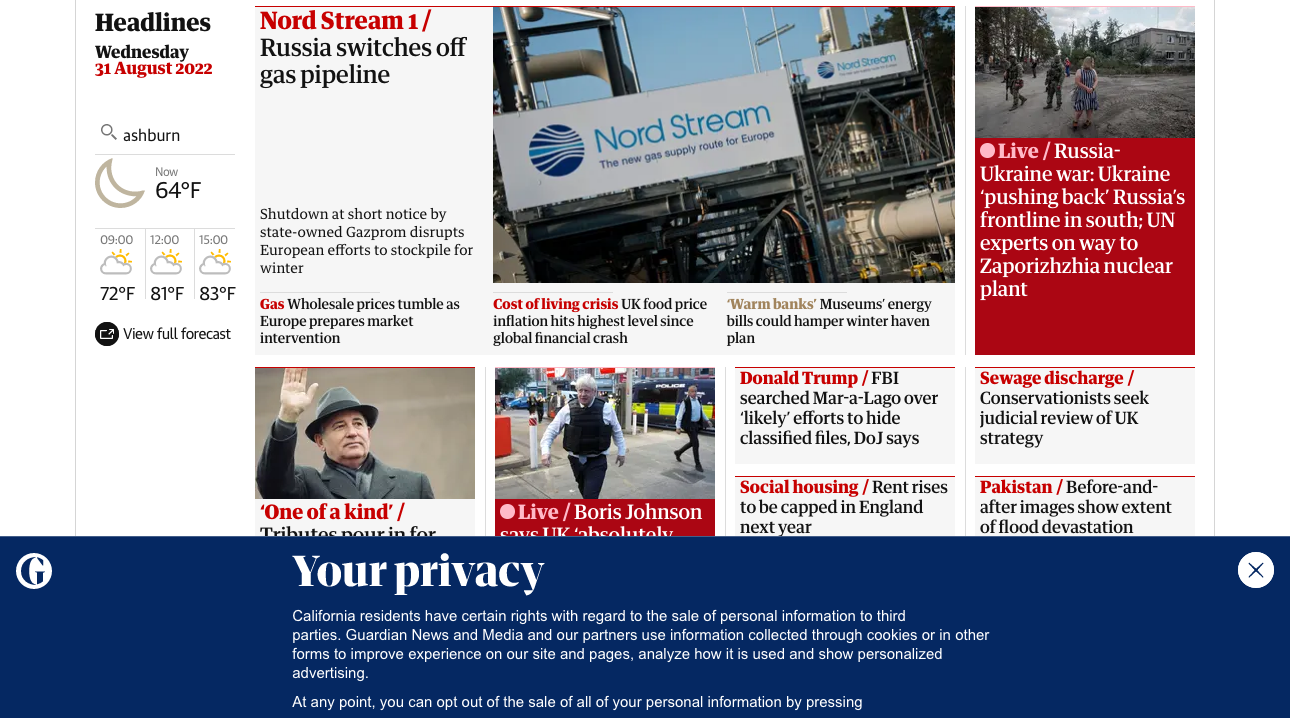 Headlines
Wednesday
31 August 2022
ashburn
Now
64°F
09:00
12:00
15:00
72°F
81°F
83°F
View full forecast
Nord Stream 1 /
Russia switches off
gas pipeline
Shutdown at short notice by
state-owned Gazprom disrupts
European efforts to stockpile for
winter
Nord Stream
The new gas supply route for Europe
Nord Stream
The new gas supply route for Europe
Gas Wholesale prices tumble as
Europe prepares market
intervention
Cost of living crisis UK food price
inflation hits highest level since
global financial crash
‘Warm banks’ Museums’ energy
bills could hamper winter haven
plan
Live / Russia-
Ukraine war: Ukraine
‘pushing back’ Russia’s
frontline in south; UN
experts on way to
Zaporizhzhia nuclear
plant
‘One of a kind’ /
Tributes pour in for
POLICE
Live / Boris Johnson
says UK ‘absolutely
Donald Trump / FBI
searched Mar-a-Lago over
‘likely’ efforts to hide
classified files, DoJ says
Social housing / Rent rises
to be capped in England
next year
Sewage discharge /
Conservationists seek
judicial review of UK
strategy
Pakistan / Before-and-
after images show extent
of flood devastation
G
Your privacy
California residents have certain rights with regard to the sale of personal information to third
parties. Guardian News and Media and our partners use information collected through cookies or in other
forms to improve experience on our site and pages, analyze how it is used and show personalized
advertising.
At any point, you can opt out of the sale of all of your personal information by pressing